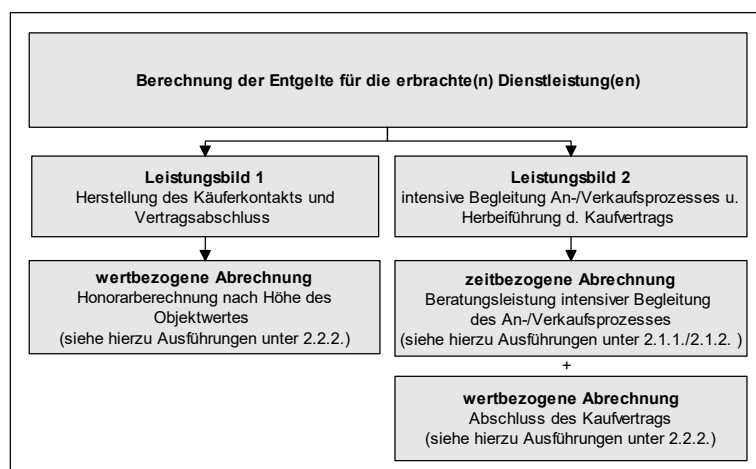 Berechnung der Entgelte für die erbrachte(n) Dienstleistung(en)
Leistungsbild 1
Herstellung des Käuferkontakts und
Vertragsabschluss
Leistungsbild 2
intensive Begleitung An-/Verkaufsprozesses u.
Herbeiführung d. Kaufvertrags
wertbezogene Abrechnung
Honorarberechnung nach Höhe des
Objektwertes
(siehe hierzu Ausführungen unter 2.2.2.)
zeitbezogene Abrechnung
Beratungsleistung intensiver Begleitung
des An-/Verkaufsprozesses
(siehe hierzu Ausführungen unter 2.1.1./2.1.2. )
+
wertbezogene Abrechnung
Abschluss des Kaufvertrags
(siehe hierzu Ausführungen unter 2.2.2.)